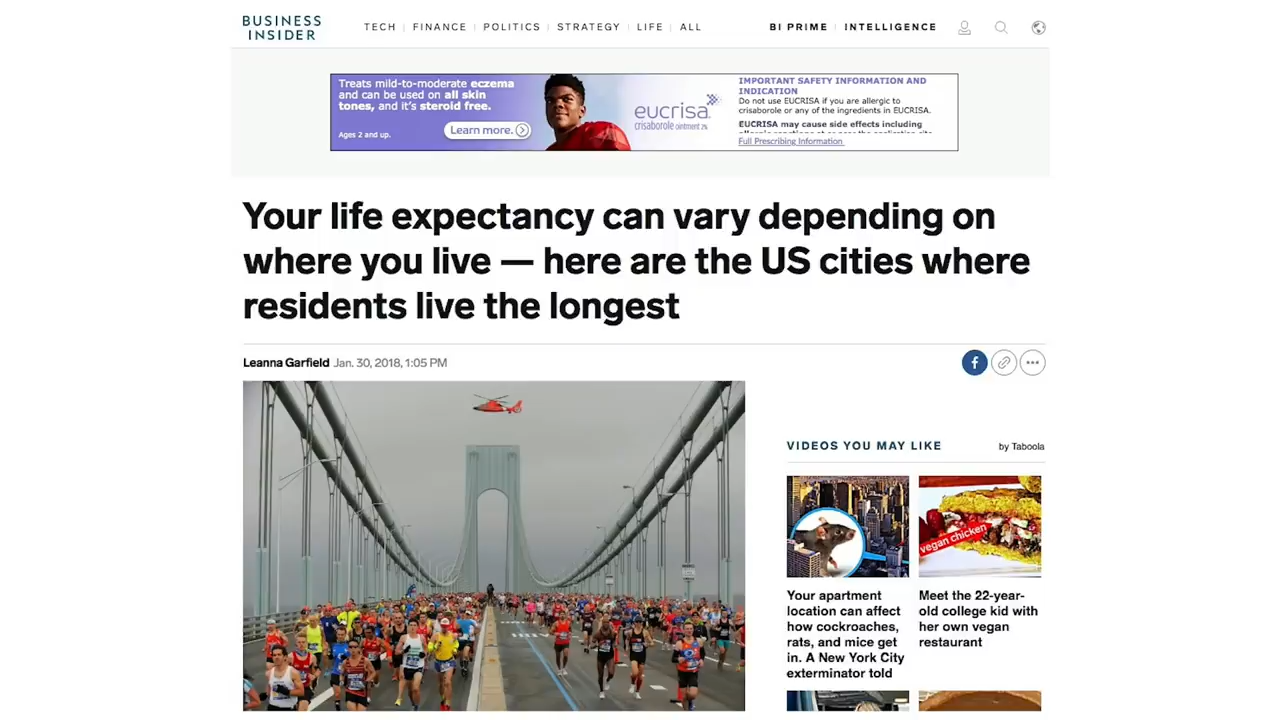 BUSINESS
INSIDER
TECH
FINANCE
POLITICS
STRATEGY
LIFE
ALL
BI PRIME
INTELLIGENCE
Treats mild-to-moderate eczema
and can be used on all skin
tones, and it's steroid free.
Ages 2 and up.
Learn more.
eucrisa
crisaborole ointment 2%
IMPORTANT SAFETY INFORMATION AND
INDICATION
Do not use EUCRISA if you are allergic to
crisaborole or any of the ingredients in EUCRISA.
EUCRISA may cause side effects including
Full Prescribing Information
Your life expectancy can vary depending on
where you live — here are the US cities where
residents live the longest
Leanna Garfield Jan. 30, 2018, 1:05 PM
f
VIDEOS YOU MAY LIKE
by Taboola
vegan chicken
Your apartment
location can affect
how cockroaches,
rats, and mice get
in. A New York City
exterminator told
Meet the 22-year-
old college kid with
her own vegan
restaurant